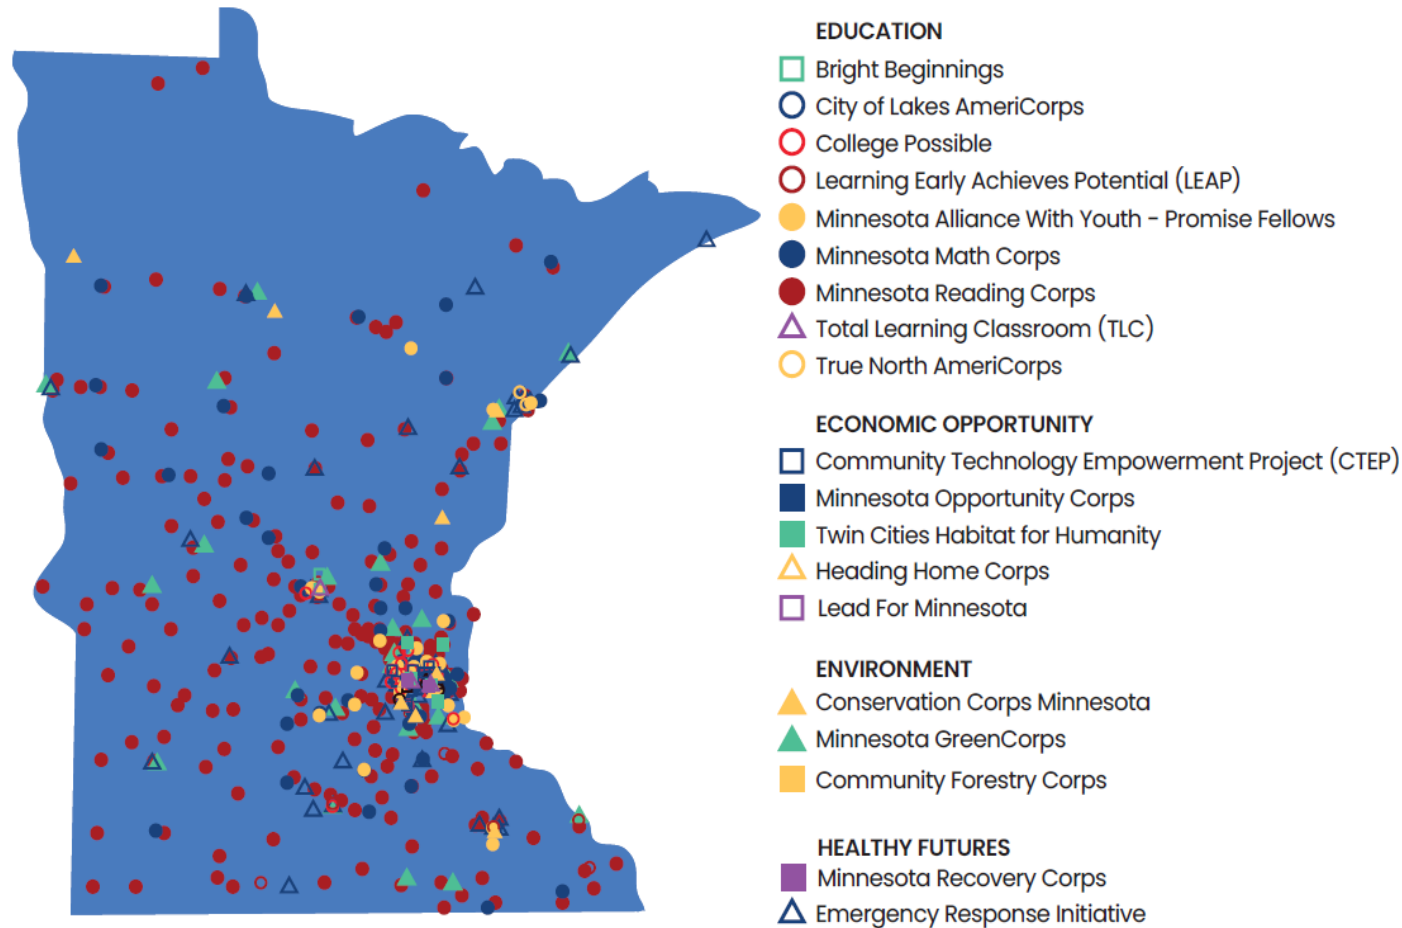 EDUCATION
Bright Beginnings
City of Lakes AmeriCorps
College Possible
Learning Early Achieves Potential (LEAP)
Minnesota Alliance With Youth - Promise Fellows
Minnesota Math Corps
Minnesota Reading Corps
Total Learning Classroom (TLC)
True North AmeriCorps
ECONOMIC OPPORTUNITY
Community Technology Empowerment Project (CTEP)
Minnesota Opportunity Corps
Twin Cities Habitat for Humanity
Heading Home Corps
Lead For Minnesota
ENVIRONMENT
Conservation Corps Minnesota
Minnesota GreenCorps
Community Forestry Corps
HEALTHY FUTURES
Minnesota Recovery Corps
Emergency Response Initiative